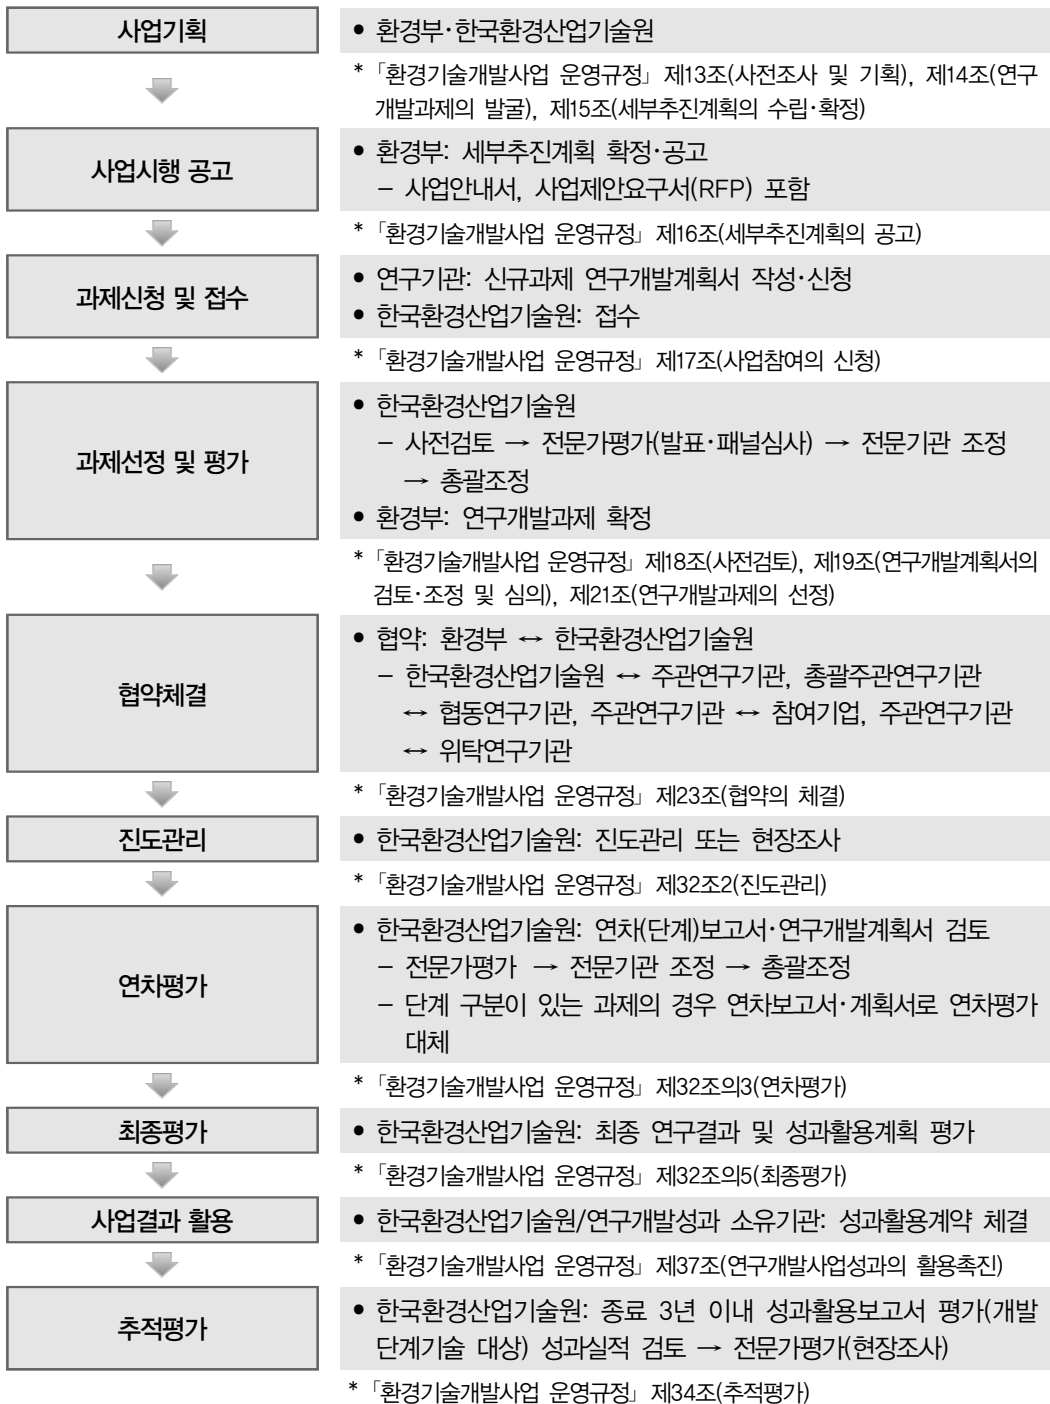 사업기획
• 환경부·한국환경산업기술원
* 「환경기술개발사업 운영규정」 제13조(사전조사 및 기획), 제14조(연구
개발과제의 발굴), 제15조(세부추진계획의 수립·확정)
사업시행 공고
• 환경부: 세부추진계획 확정·공고
– 사업안내서, 사업제안요구서(RFP) 포함
* 「환경기술개발사업 운영규정」 제16조(세부추진계획의 공고)
과제신청 및 접수
• 연구기관: 신규과제 연구개발계획서 작성·신청
• 한국환경산업기술원: 접수
* 「환경기술개발사업 운영규정」 제17조(사업참여의 신청)
과제선정 및 평가
• 한국환경산업기술원
– 사전검토 → 전문가평가(발표·패널심사) → 전문기관 조정
→ 총괄조정
• 환경부: 연구개발과제 확정
* 「환경기술개발사업 운영규정」 제18조(사전검토), 제19조(연구개발계획서의
검토·조정 및 심의), 제21조(연구개발과제의 선정)
협약체결
• 협약: 환경부 ↔ 한국환경산업기술원
– 한국환경산업기술원 ↔ 주관연구기관, 총괄주관연구기관
↔ 협동연구기관, 주관연구기관 ↔ 참여기업, 주관연구기관
↔ 위탁연구기관
* 「환경기술개발사업 운영규정」 제23조(협약의 체결)
진도관리
• 한국환경산업기술원: 진도관리 또는 현장조사
* 「환경기술개발사업 운영규정」 제32조2(진도관리)
연차평가
• 한국환경산업기술원: 연차(단계)보고서·연구개발계획서 검토
– 전문가평가 → 전문기관 조정 → 총괄조정
– 단계 구분이 있는 과제의 경우 연차보고서·계획서로 연차평가
대체
* 「환경기술개발사업 운영규정」 제32조의3(연차평가)
최종평가
• 한국환경산업기술원: 최종 연구결과 및 성과활용계획 평가
* 「환경기술개발사업 운영규정」 제32조의5(최종평가)
사업결과 활용
• 한국환경산업기술원/연구개발성과 소유기관: 성과활용계약 체결
* 「환경기술개발사업 운영규정」 제37조(연구개발사업성과의 활용촉진)
추적평가
• 한국환경산업기술원: 종료 3년 이내 성과활용보고서 평가(개발
단계기술 대상) 성과실적 검토 → 전문가평가(현장조사)
* 「환경기술개발사업 운영규정」 제34조(추적평가)